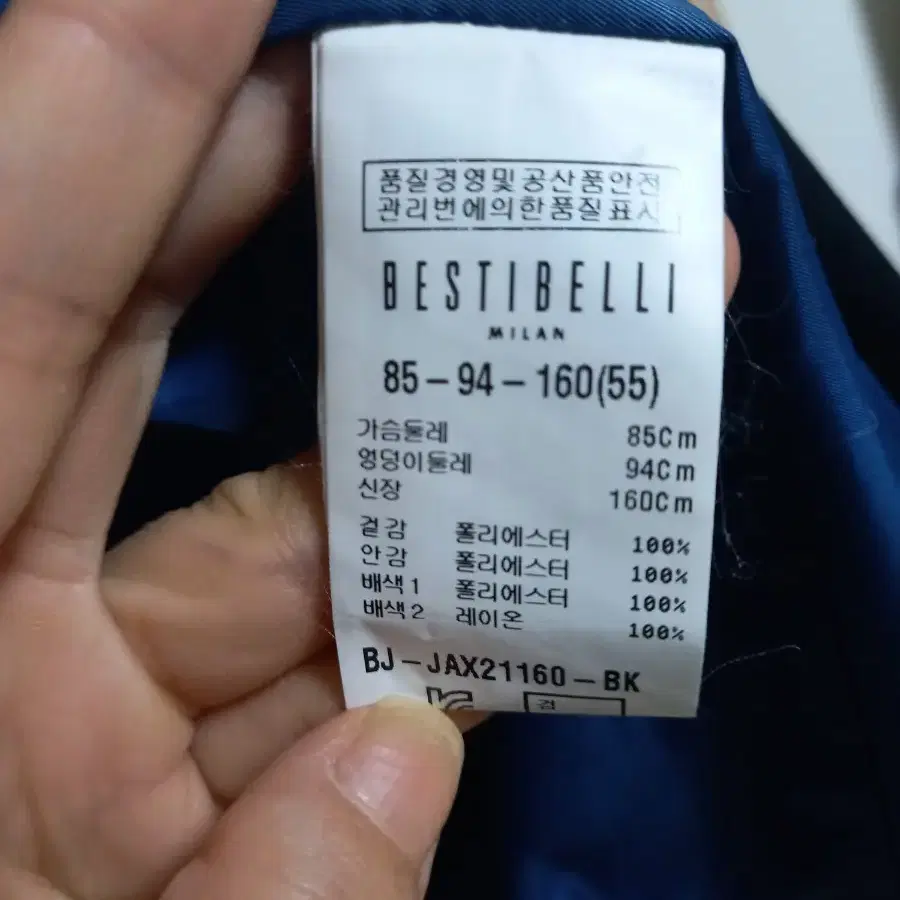 품질경영및공산품안전
관리번에의한품질표시
BESTIBELLI
MILAN
85-94-160(55)
가슴둘레 85Cm
엉덩이둘레 94Cm
신장 160Cm
겉감 폴리에스터 100%
안감 폴리에스터 100%
배색1 폴리에스터 100%
배색2 레이온 100%
BJ-JAX21160-BK
검